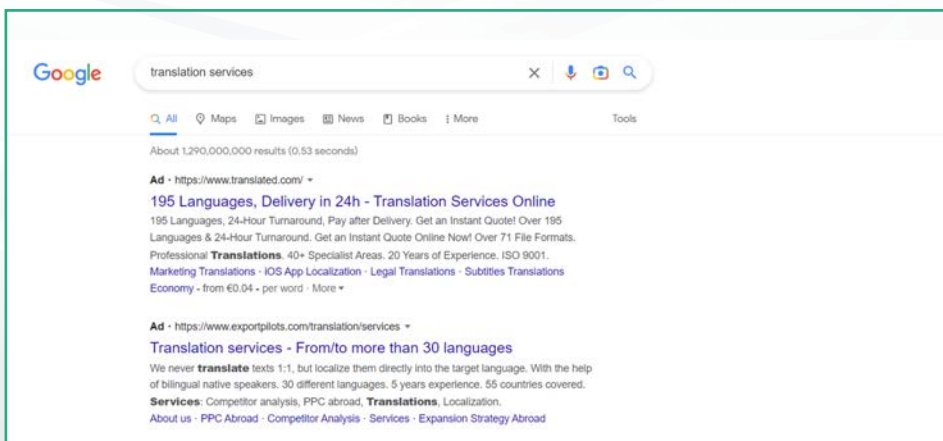 Google
translation services
All Maps Images News Books More Tools
About 1,290,000,000 results (0.53 seconds)
Ad · https://www.translated.com/
195 Languages, Delivery in 24h - Translation Services Online
195 Languages, 24-Hour Turnaround, Pay after Delivery. Get an Instant Quote! Over 195
Languages & 24-Hour Turnaround. Get an Instant Quote Online Now! Over 71 File Formats.
Professional Translations. 40+ Specialist Areas. 20 Years of Experience. ISO 9001.
Marketing Translations · iOS App Localization · Legal Translations · Subtitles Translations
Economy - from €0.04 - per word · More
Ad · https://www.exportpilots.com/translation/services
Translation services - From/to more than 30 languages
We never translate texts 1:1, but localize them directly into the target language. With the help
of bilingual native speakers. 30 different languages. 5 years experience. 55 countries covered.
Services: Competitor analysis, PPC abroad, Translations, Localization.
About us · PPC Abroad · Competitor Analysis · Services · Expansion Strategy Abroad